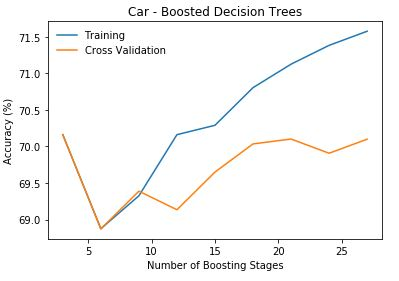 Car - Boosted Decision Trees
Training
Cross Validation
71.5
71.0
70.5
70.0
69.5
69.0
Accuracy (%)
5 10 15 20 25
Number of Boosting Stages